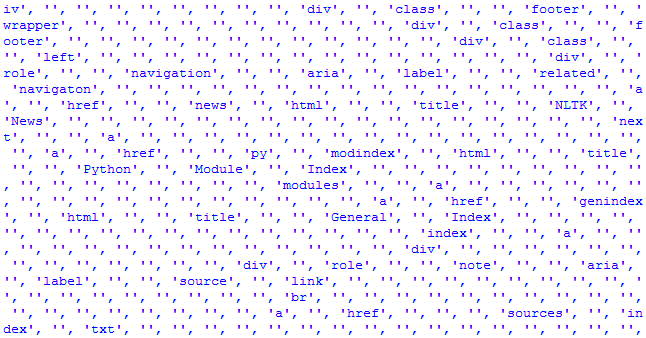 iv', '', '', '', '', '', '', '', '', 'div', '', 'class', '', '', 'footer', '', '
wrapper', '', '', '', '', '', '', '', '', '', '', 'div', '', 'class', '', '', 'f
ooter', '', '', '', '', '', '', '', '', '', '', '', '', 'div', '', 'class', '',
'', 'left', '', '', '', '', '', '', '', '', '', '', '', '', '', '', 'div', '', '
role', '', '', 'navigation', '', 'aria', '', '', 'label', '', '', 'related', '',
 'navigaton', '', '', '', '', '', '', '', '', '', '', '', '', '', '', '', '', 'a
', '', 'href', '', '', 'news', '', 'html', '', '', 'title', '', '', 'NLTK', '',
'News', '', '', '', '', '', '', '', '', '', '', '', '', '', '', '', '', '', 'nex
t', '', '', 'a', '', '', '', '', '', '', '', '', '', '', '', '', '', '', '', '',
 '', 'a', '', 'href', '', '', 'py', '', 'modindex', '', 'html', '', '', 'title',
 '', '', 'Python', '', 'Module', '', 'Index', '', '', '', '', '', '', '', '', ''
, '', '', '', '', '', '', '', '', 'modules', '', '', 'a', '', '', '', '', '', ''
, '', '', '', '', '', '', '', '', '', '', '', 'a', '', 'href', '', '', 'genindex
', '', 'html', '', '', 'title', '', '', 'General', '', 'Index', '', '', '', '',
'', '', '', '', '', '', '', '', '', '', '', '', '', 'index', '', '', 'a', '', ''
, '', '', '', '', '', '', '', '', '', '', '', '', 'div', '', '', '', '', '', '',
 '', '', '', '', '', '', '', 'div', '', 'role', '', '', 'note', '', '', 'aria',
'', 'label', '', '', 'source', '', 'link', '', '', '', '', '', '', '', '', '', '
', '', '', '', '', '', '', '', '', 'br', '', '', '', '', '', '', '', '', '', '',
 '', '', '', '', '', '', '', '', 'a', '', 'href', '', '', '', 'sources', '', 'in
dex', '', 'txt', '', '', '', '', '', '', '', '', '', '', '', '', '', '', '', '',